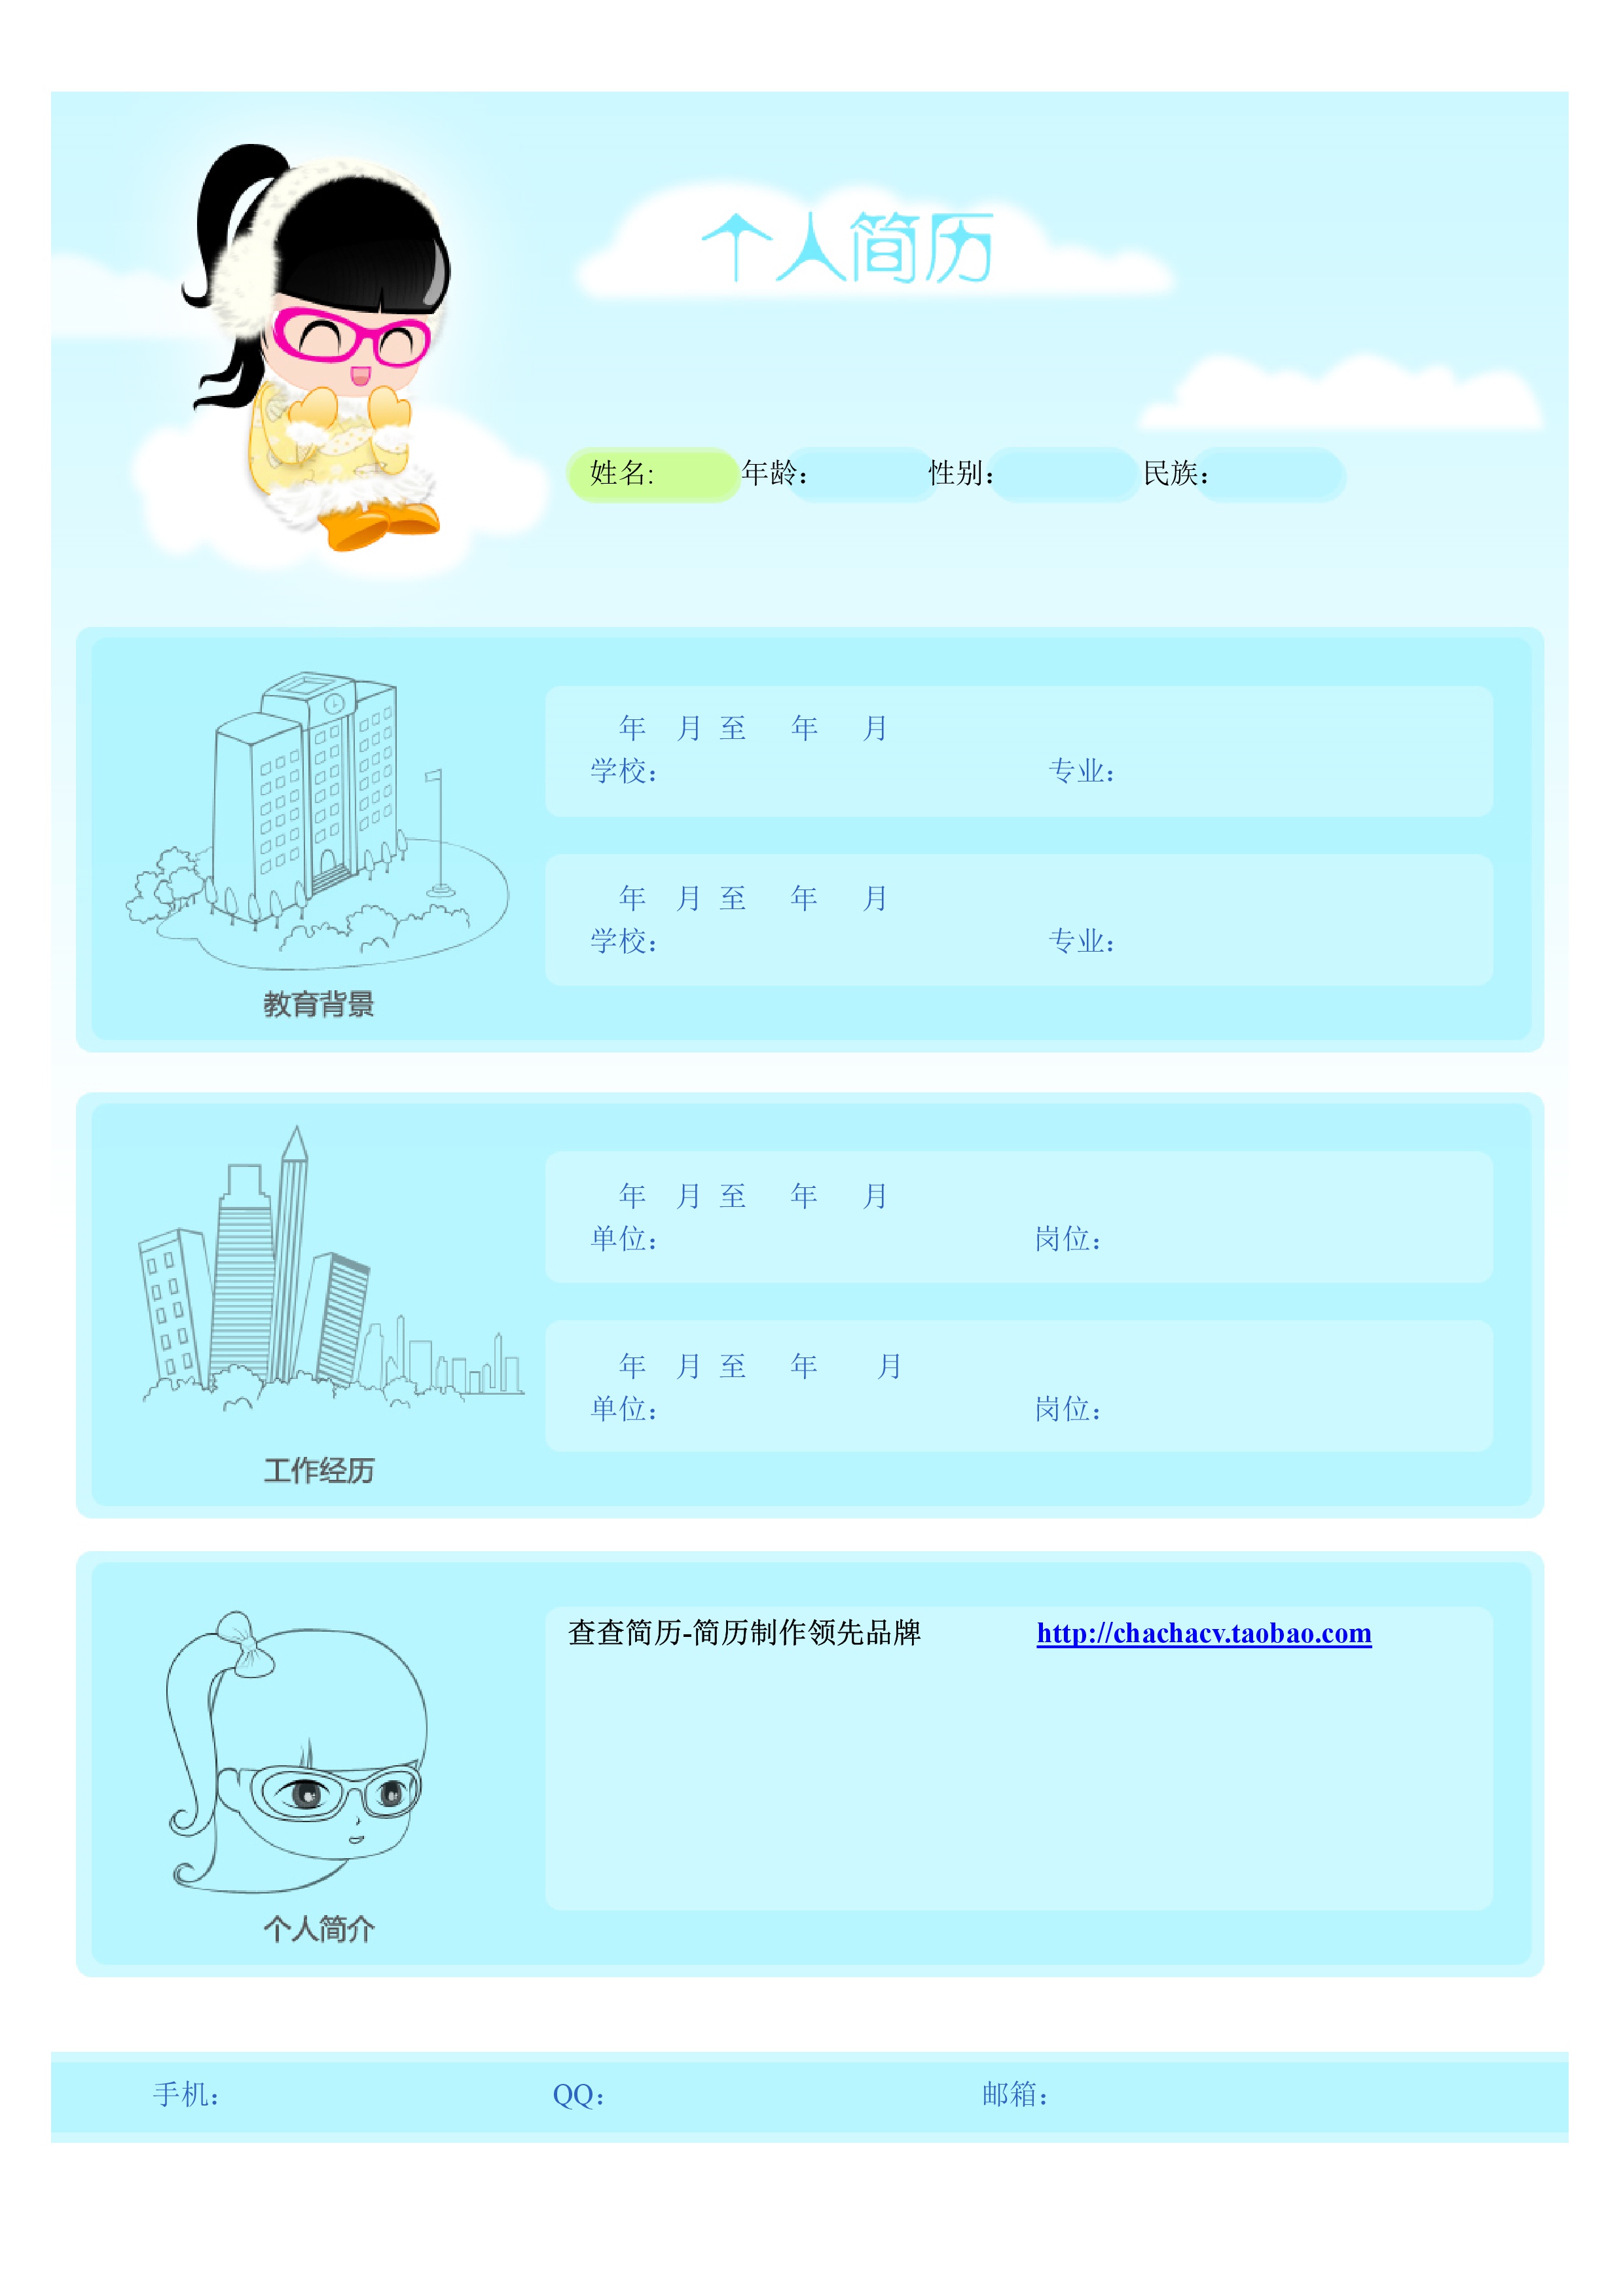 个人简历
姓名: 年龄： 性别： 民族：
年 月 至 年 月
学校： 专业：
年 月 至 年 月
学校： 专业：
教育背景
年 月 至 年 月
单位： 岗位：
年 月 至 年 月
单位： 岗位：
工作经历
查查简历-简历制作领先品牌 http://chachacv.taobao.com
个人简介
手机： QQ： 邮箱：